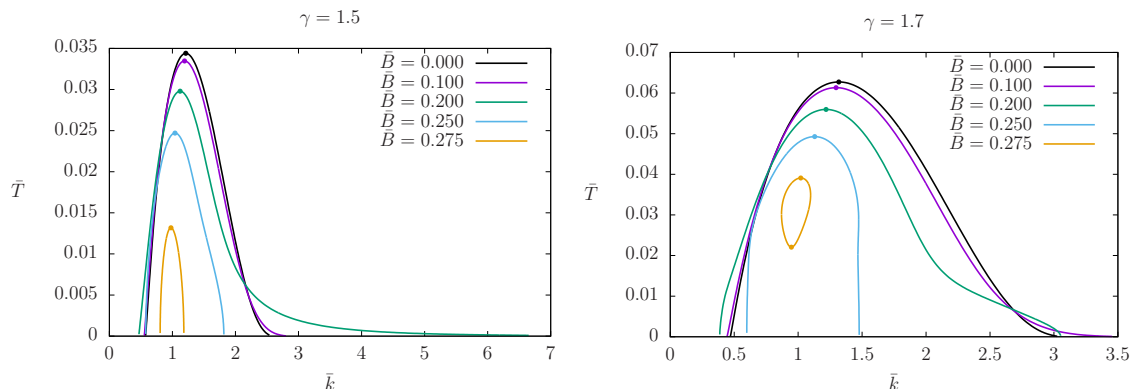 γ = 1.5
0.035
0.03
0.025
0.02
0.015
0.01
0.005
0
T̄
0 1 2 3 4 5 6 7
k̄
B̄ = 0.000
B̄ = 0.100
B̄ = 0.200
B̄ = 0.250
B̄ = 0.275
γ = 1.7
0.07
0.06
0.05
0.04
0.03
0.02
0.01
0
T̄
0 0.5 1 1.5 2 2.5 3 3.5
k̄
B̄ = 0.000
B̄ = 0.100
B̄ = 0.200
B̄ = 0.250
B̄ = 0.275